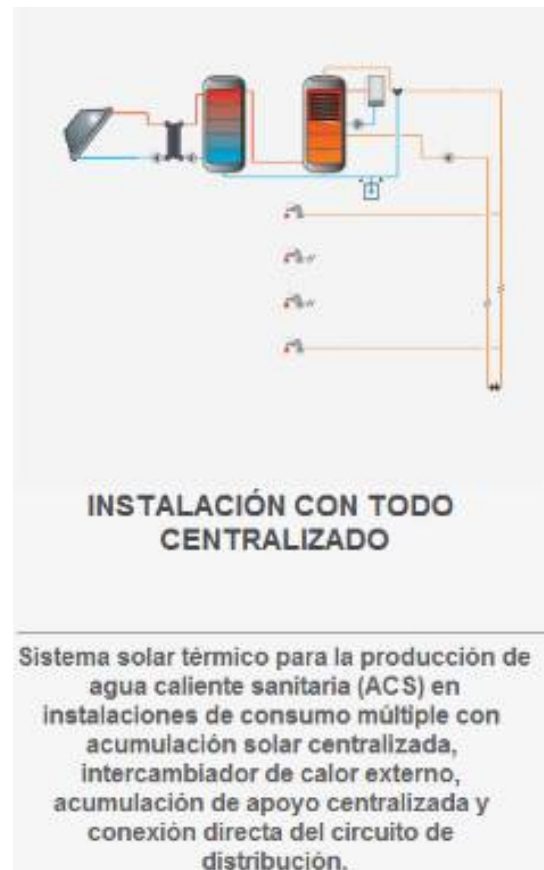 INSTALACIÓN CON TODO
CENTRALIZADO
Sistema solar térmico para la producción de
agua caliente sanitaria (ACS) en
instalaciones de consumo múltiple con
acumulación solar centralizada,
intercambiador de calor externo,
acumulación de apoyo centralizada y
conexión directa del circuito de
distribución.